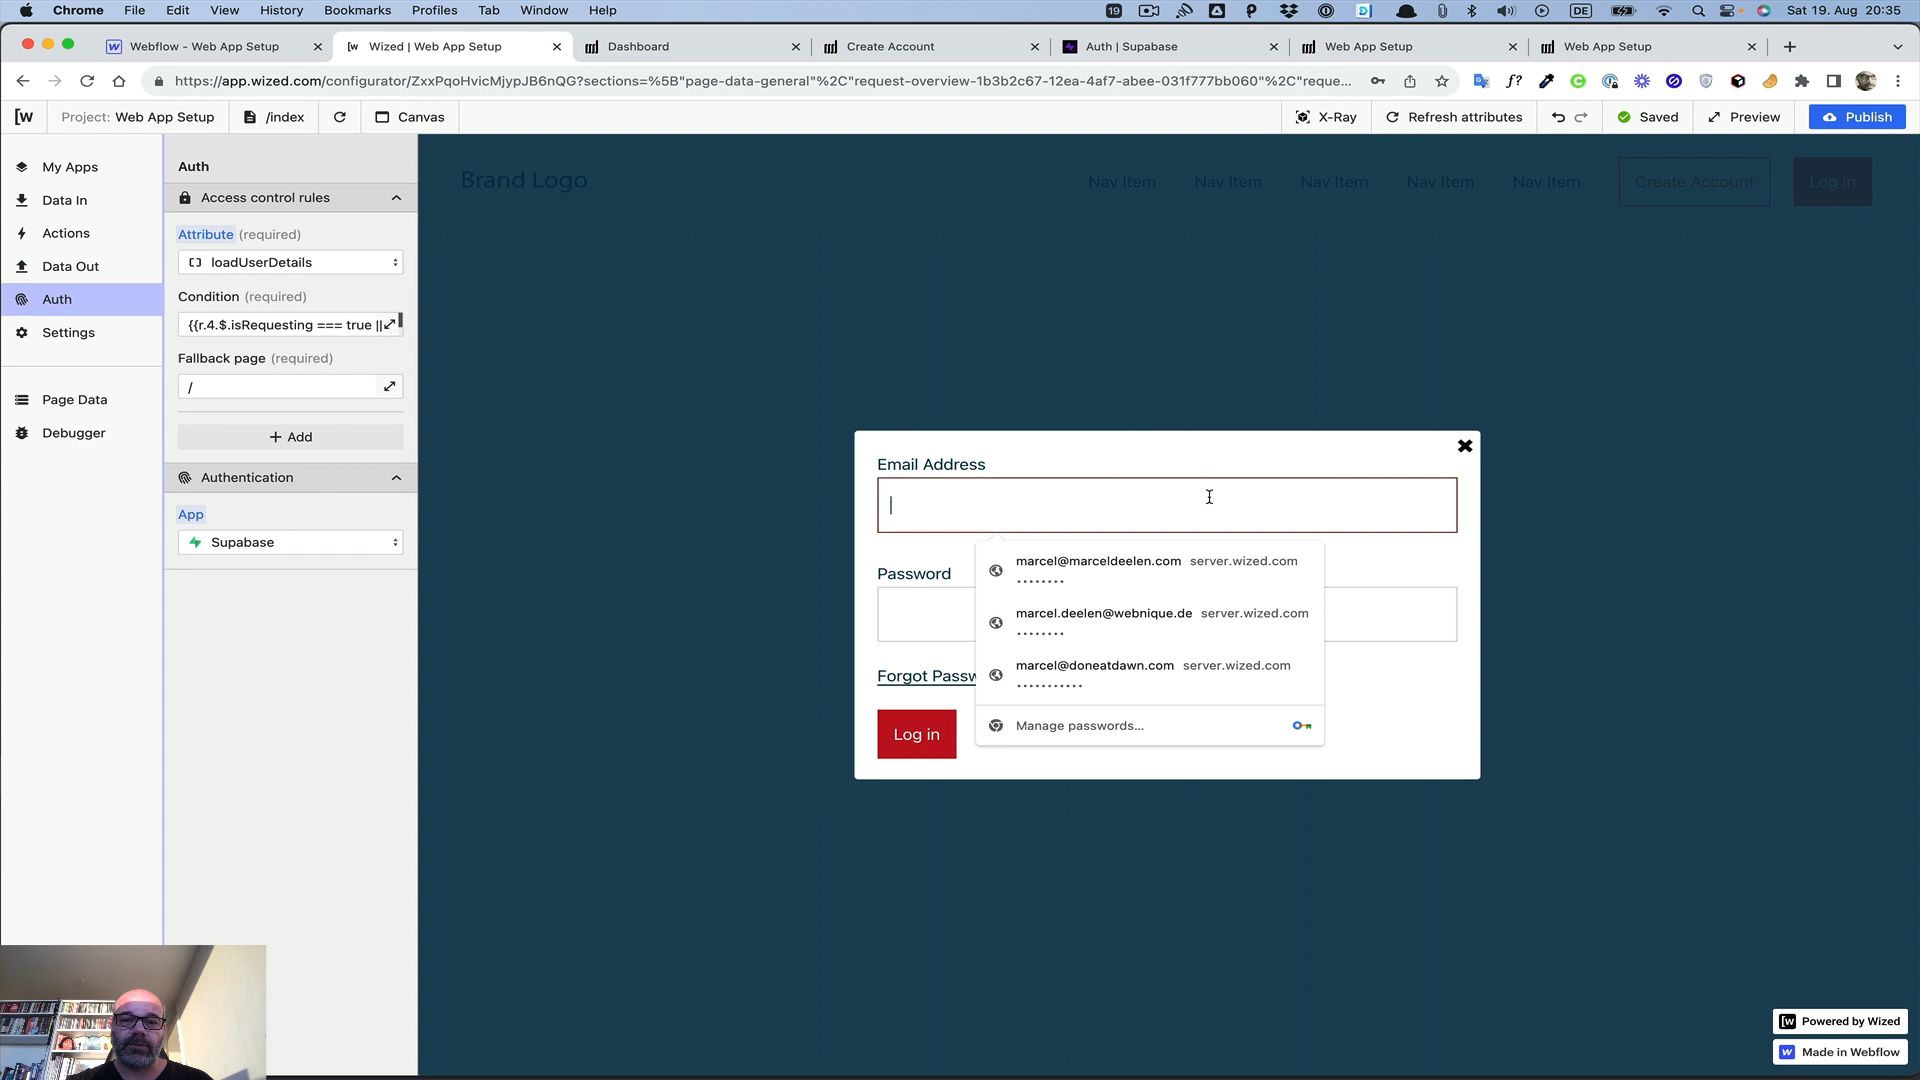 Chrome File Edit View History Bookmarks Profiles Tab Window Help 19 DE Sat 19. Aug 20:35
Webflow - Web App Setup
Wized | Web App Setup
Dashboard
Create Account
Auth | Supabase
Web App Setup
Web App Setup
https://app.wized.com/configurator/ZxxPqoHvicMjypJB6nQG?sections=%5B"page-data-general"%2C"request-overview-1b3b2c67-12ea-4af7-abee-031f777bb060"%2C"reque...
Project: Web App Setup /index Canvas X-Ray Refresh attributes Saved Preview Publish
My Apps
Data In
Actions
Data Out
Auth
Settings
Page Data
Debugger
Auth
Access control rules
Attribute (required)
loadUserDetails
Condition (required)
{{r.4.$.isRequesting === true ||
Fallback page (required)
/
+ Add
Authentication
App
Supabase
Brand Logo Nav Item Nav Item Nav Item Nav Item Nav Item Create Account Log in
Email Address
Password
marcel@marceldeelen.com server.wized.com
••••••••
marcel.deelen@webnique.de server.wized.com
••••••••
marcel@doneatdawn.com server.wized.com
•••••••••••
Manage passwords...
Forgot Passw
Log in
Powered by Wized
Made in Webflow